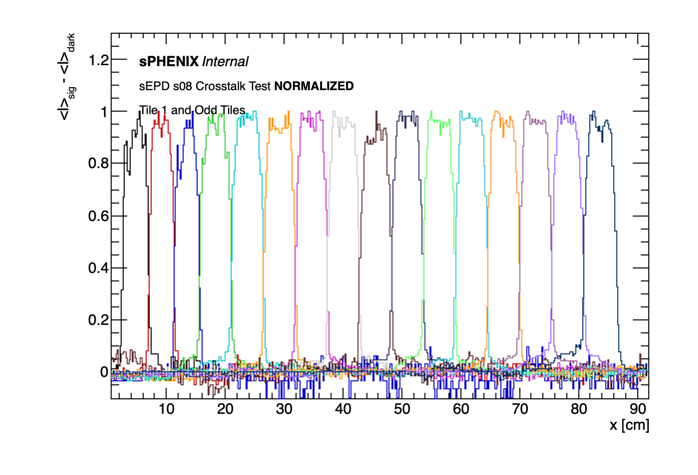 <I>sig - <I>dark
1.2
sPHENIX Internal
sEPD s08 Crosstalk Test NORMALIZED
Tile 1 and Odd Tiles
1
0.8
0.6
0.4
0.2
0
10 20 30 40 50 60 70 80 90
x [cm]